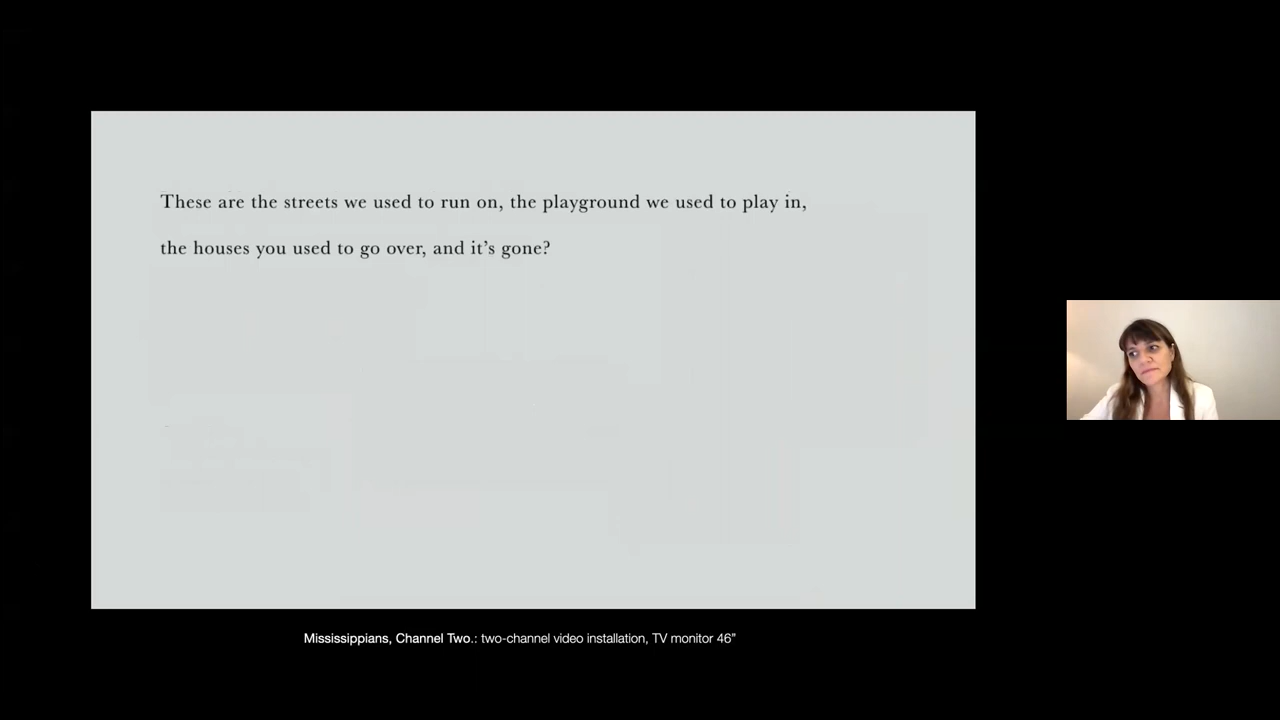 These are the streets we used to run on, the playground we used to play in,
the houses you used to go over, and it’s gone?
Mississippians, Channel Two.: two-channel video installation, TV monitor 46”